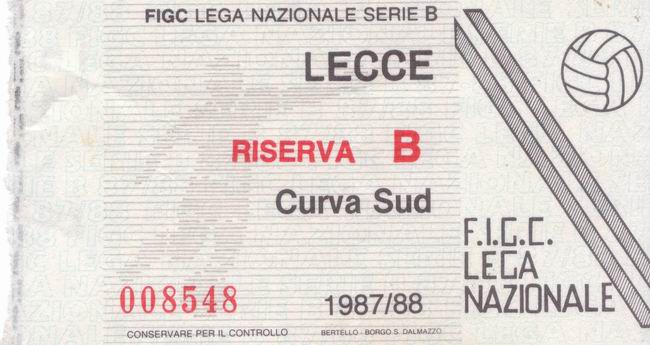 FIGC LEGA NAZIONALE SERIE B
LECCE
RISERVA B
Curva Sud
F.I.G.C.
LEGA
NAZIONALE
008548 1987/88
CONSERVARE PER IL CONTROLLO BERTELLO - BORGO S. DALMAZZO